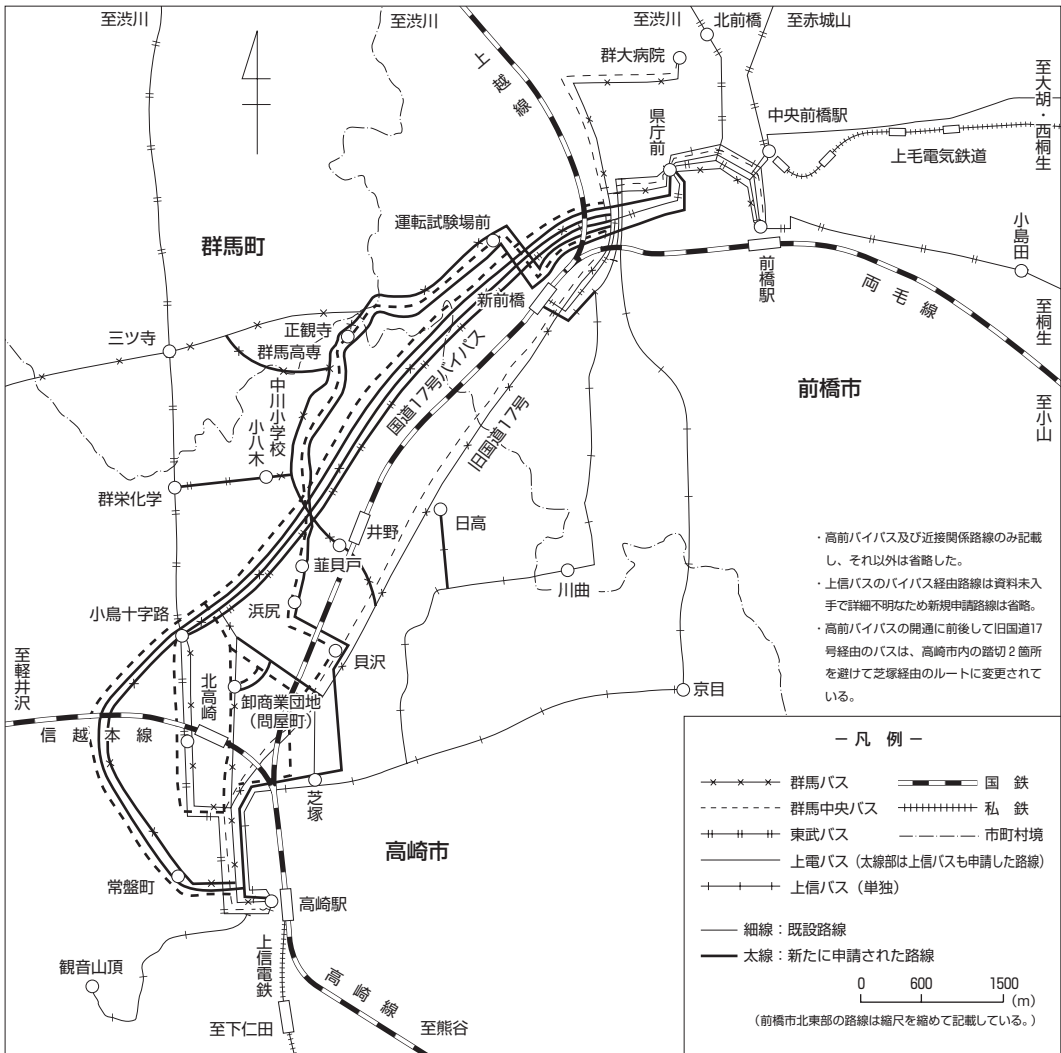 至渋川
至渋川
至渋川
北前橋
至赤城山
群大病院
上越線
至大胡・西桐生
中央前橋駅
県庁前
上毛電気鉄道
運転試験場前
群馬町
小島田
前橋駅
新前橋
両毛線
至桐生
正観寺
三ツ寺
群馬高専
国道17号バイパス
前橋市
至小山
中川小学校
小八木
旧国道17号
群栄化学
日高
井野
韮貝戸
川曲
浜尻
小鳥十字路
貝沢
至軽井沢
北高崎
卸商業団地
(問屋町)
京目
信越本線
芝塚
高崎市
常盤町
高崎駅
上信電鉄
観音山頂
高崎線
至下仁田
至熊谷
・高前バイパス及び近接関係路線のみ記載
し、それ以外は省略した。
・上信バスのバイパス経由路線は資料未入
手で詳細不明なため新規申請路線は省略。
・高前バイパスの開通に前後して旧国道17
号経由のバスは、高崎市内の踏切2箇所
を避けて芝塚経由のルートに変更されて
いる。
− 凡 例 −
群馬バス
国 鉄
群馬中央バス
私 鉄
東武バス
市町村境
上電バス (太線部は上信バスも申請した路線)
上信バス (単独)
細線:既設路線
太線:新たに申請された路線
0 600 1500
(m)
(前橋市北東部の路線は縮尺を縮めて記載している。)